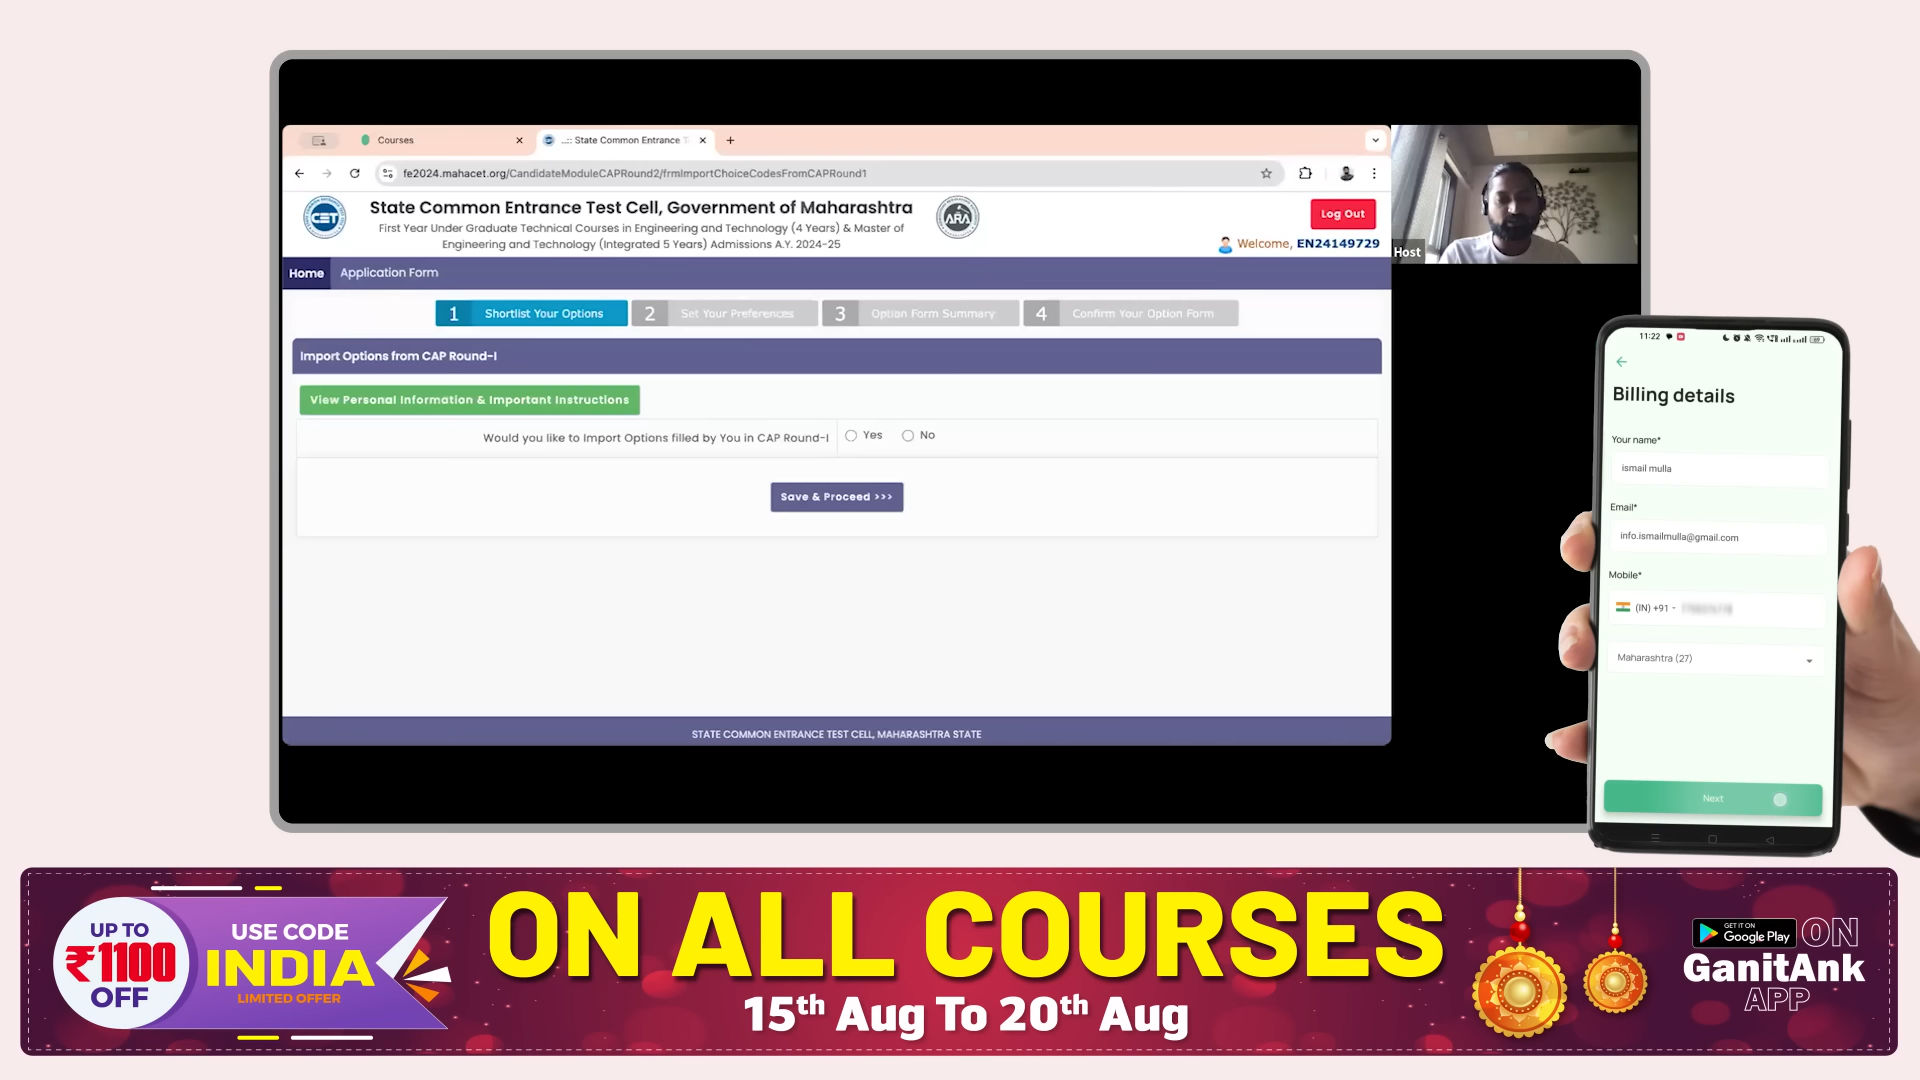 Courses
..:: State Common Entrance T
fe2024.mahacet.org/CandidateModuleCAPRound2/frmImportChoiceCodesFromCAPRound1
CET
State Common Entrance Test Cell, Government of Maharashtra
First Year Under Graduate Technical Courses in Engineering and Technology (4 Years) & Master of
Engineering and Technology (Integrated 5 Years) Admissions A.Y. 2024-25
ARA
Log Out
Welcome, EN24149729
Host
Home Application Form
1 Shortlist Your Options
2 Set Your Preferences
3 Option Form Summary
4 Confirm Your Option Form
Import Options from CAP Round-I
View Personal Information & Important Instructions
Would you like to Import Options filled by You in CAP Round-I
Yes No
Save & Proceed >>>
STATE COMMON ENTRANCE TEST CELL, MAHARASHTRA STATE
11:22
Billing details
Your name*
ismail mulla
Email*
info.ismailmulla@gmail.com
Mobile*
(IN) +91 -
Maharashtra (27)
Next
UP TO
₹1100
OFF
USE CODE
INDIA
LIMITED OFFER
ON ALL COURSES
15th Aug To 20th Aug
GET IT ON
Google Play
ON
GanitAnk
APP